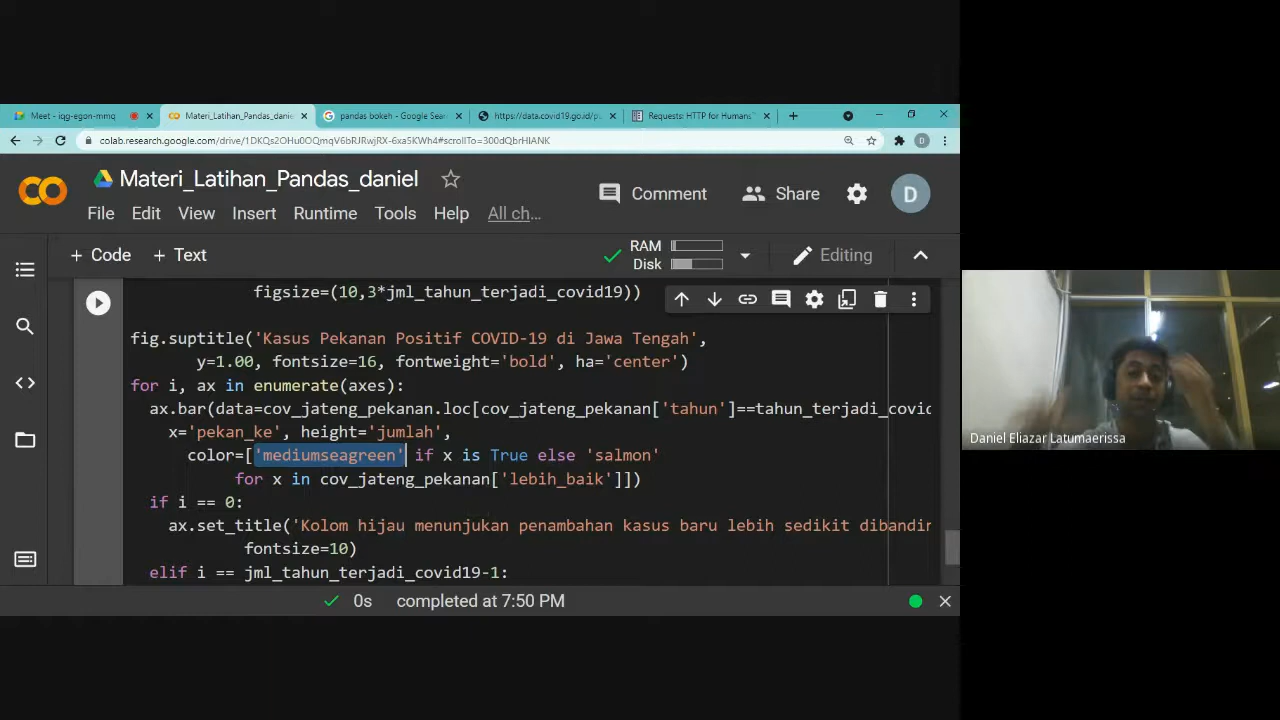 Meet - iqg-egon-mmq
Materi_Latihan_Pandas_danie
pandas bokeh - Google Sea
https://data.covid19.go.id/p
Requests: HTTP for Humans
colab.research.google.com/drive/1DKQs2OHu0OQmqV6bRJRwjRX-6xa5KWh4#scrollTo=300dQbrHIANK
D
CO
Materi_Latihan_Pandas_daniel
Comment
Share
D
File Edit View Insert Runtime Tools Help All ch…
+ Code + Text
RAM
Disk
Editing
figsize=(10,3*jml_tahun_terjadi_covid19))
fig.suptitle('Kasus Pekanan Positif COVID-19 di Jawa Tengah',
y=1.00, fontsize=16, fontweight='bold', ha='center')
for i, ax in enumerate(axes):
ax.bar(data=cov_jateng_pekanan.loc[cov_jateng_pekanan['tahun']==tahun_terjadi_covid
x='pekan_ke', height='jumlah',
color=['mediumseagreen' if x is True else 'salmon'
for x in cov_jateng_pekanan['lebih_baik']])
if i == 0:
ax.set_title('Kolom hijau menunjukan penambahan kasus baru lebih sedikit dibandin
fontsize=10)
elif i == jml_tahun_terjadi_covid19-1:
0s completed at 7:50 PM
Daniel Eliazar Latumaerissa